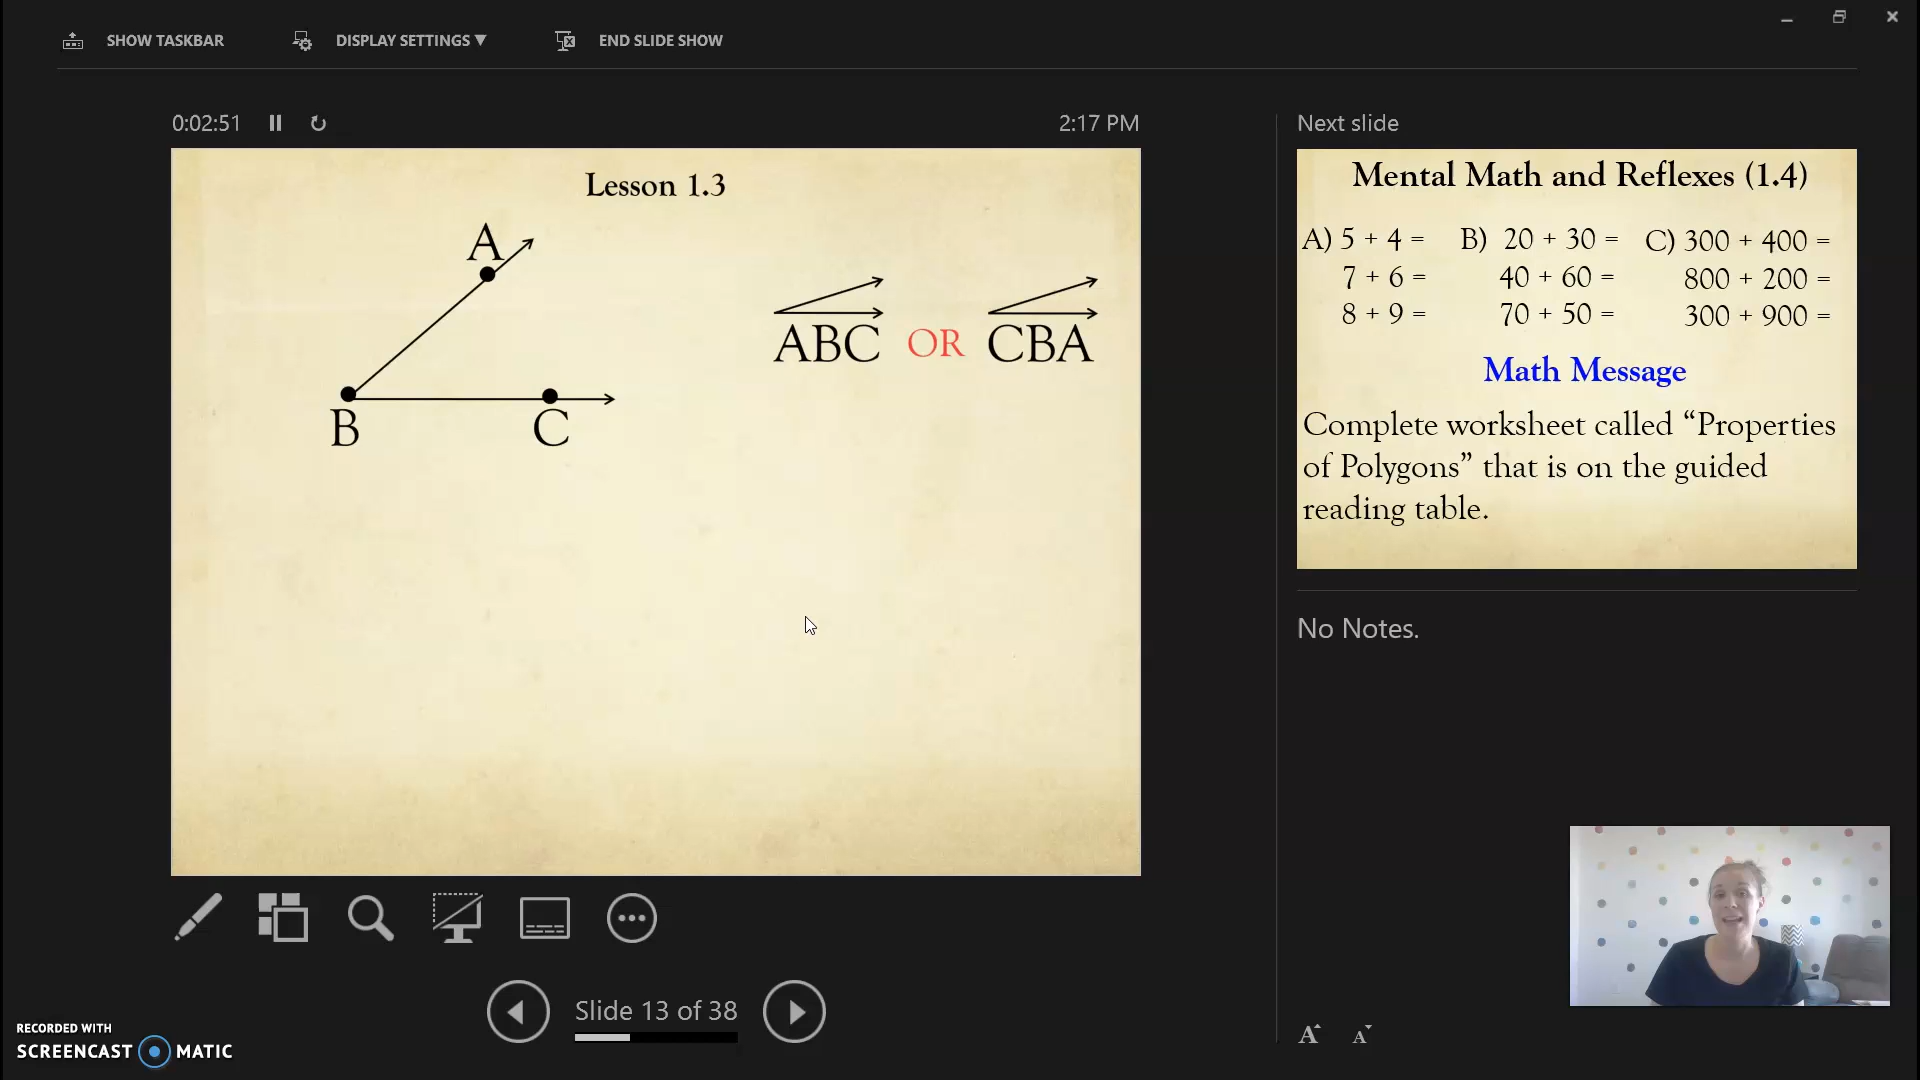 SHOW TASKBAR
DISPLAY SETTINGS ▼
END SLIDE SHOW
0:02:51
2:17 PM
Next slide
Lesson 1.3
A
B
C
ABC OR CBA
Mental Math and Reflexes (1.4)
A) 5 + 4 = B) 20 + 30 = C) 300 + 400 =
7 + 6 = 40 + 60 = 800 + 200 =
8 + 9 = 70 + 50 = 300 + 900 =
Math Message
Complete worksheet called “Properties
of Polygons” that is on the guided
reading table.
No Notes.
Slide 13 of 38
RECORDED WITH
SCREENCAST MATIC
A A